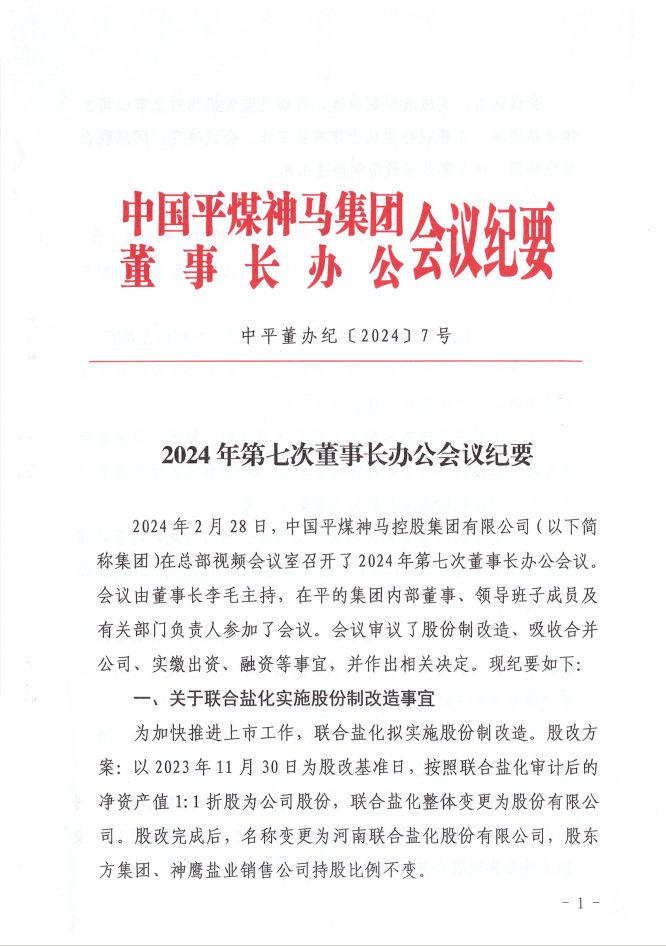 中国平煤神马集团
董事长办公会议纪要
中平董办纪〔2024〕7号
2024年第七次董事长办公会议纪要
2024年2月28日，中国平煤神马控股集团有限公司（以下简
称集团）在总部视频会议室召开了2024年第七次董事长办公会议。
会议由董事长李毛主持，在平的集团内部董事、领导班子成员及
有关部门负责人参加了会议。会议审议了股份制改造、吸收合并
公司、实缴出资、融资等事宜，并作出相关决定。现纪要如下：
一、关于联合盐化实施股份制改造事宜
为加快推进上市工作，联合盐化拟实施股份制改造。股改方
案：以2023年11月30日为股改基准日，按照联合盐化审计后的
净资产值1:1折股为公司股份，联合盐化整体变更为股份有限公
司。股改完成后，名称变更为河南联合盐化股份有限公司，股东
方集团、神鹰盐业销售公司持股比例不变。
- 1 -